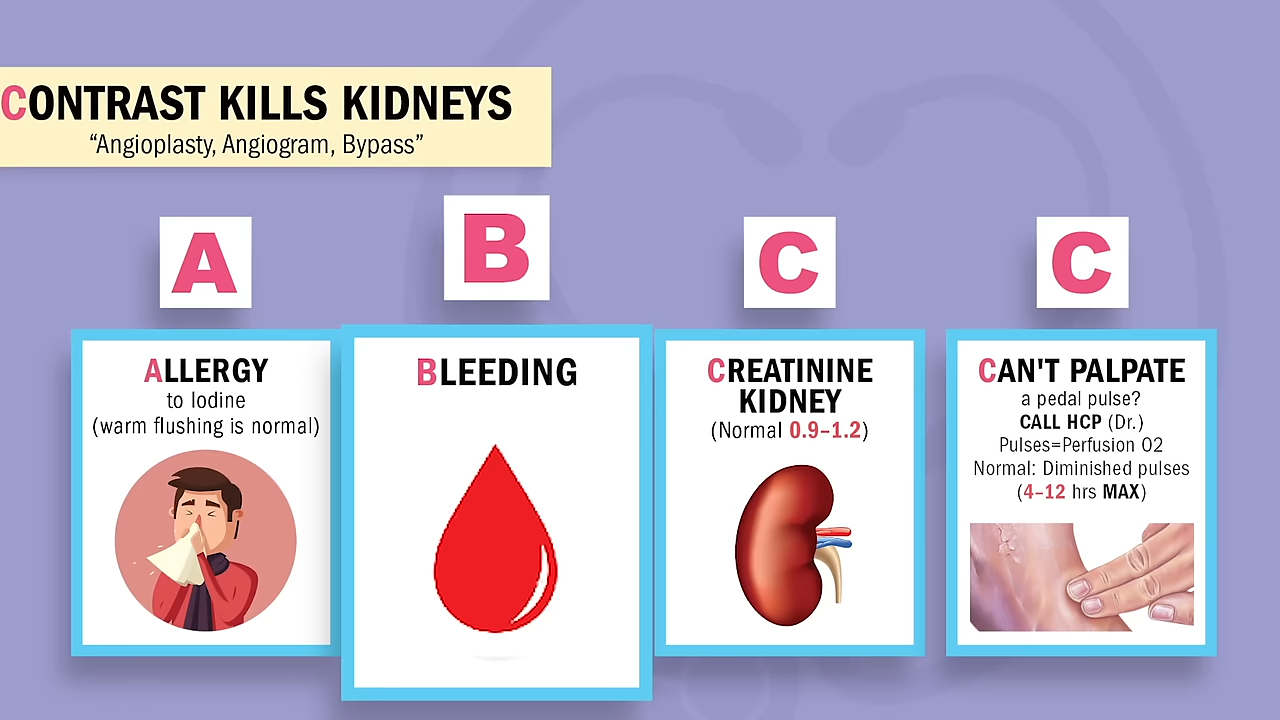 CONTRAST KILLS KIDNEYS
“Angioplasty, Angiogram, Bypass”
A
B
C
C
ALLERGY
to Iodine
(warm flushing is normal)
BLEEDING
CREATININE
KIDNEY
(Normal 0.9–1.2)
CAN'T PALPATE
a pedal pulse?
CALL HCP (Dr.)
Pulses=Perfusion O2
Normal: Diminished pulses
(4–12 hrs MAX)